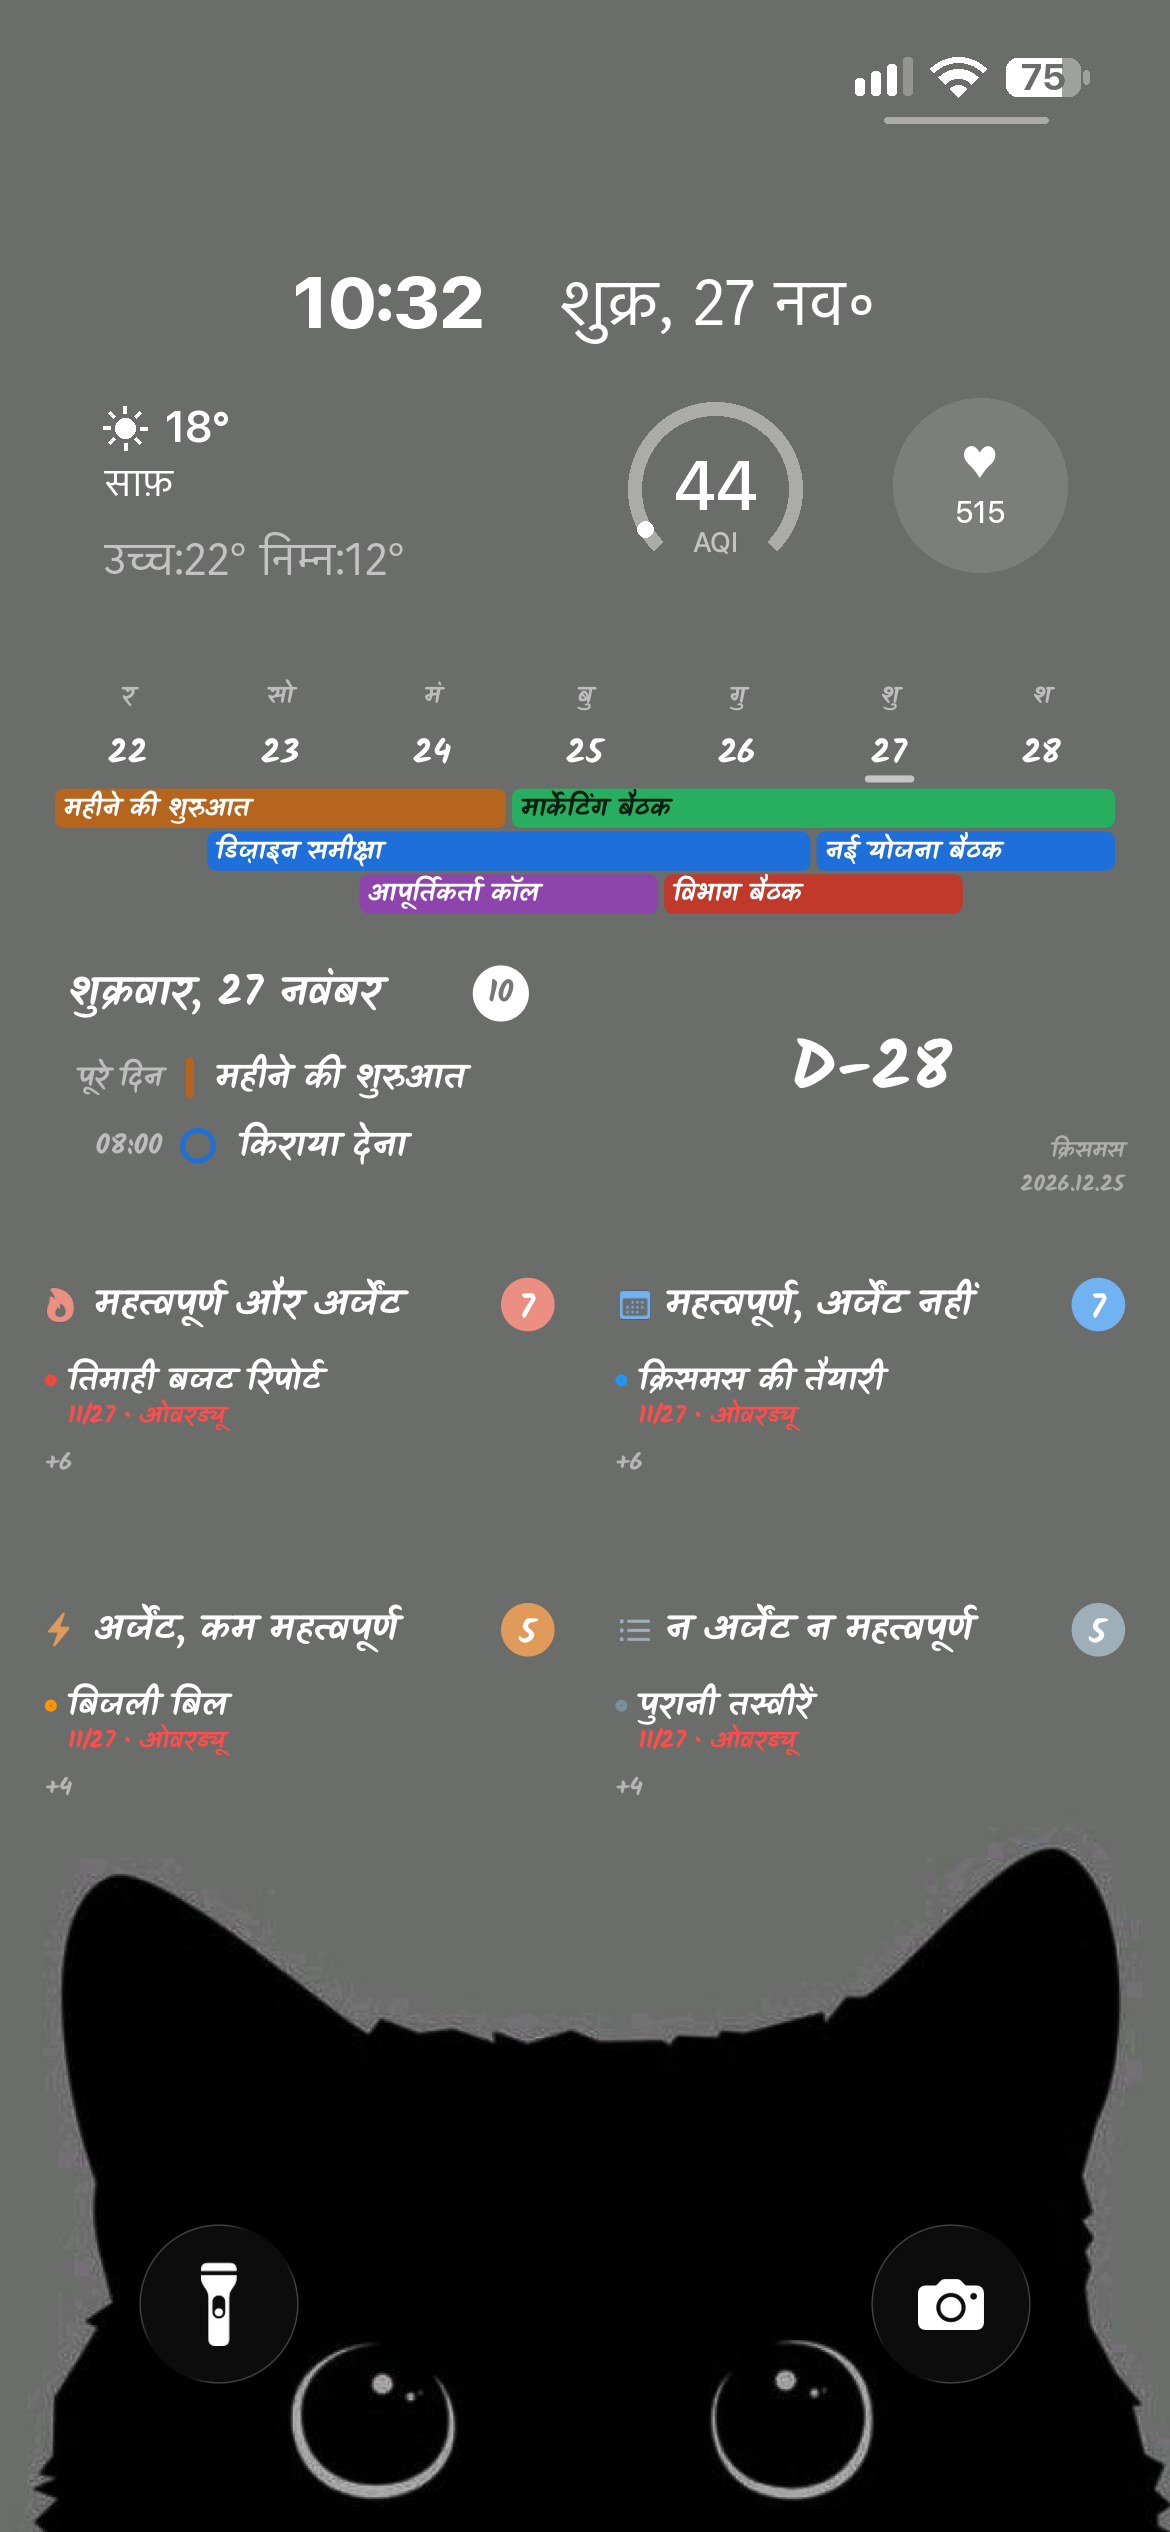 75
10:32 शुक्र, 27 नव॰
18°
साफ़
उच्च:22° निम्न:12°
44
AQI
515
र सो मं बु गु शु श
22 23 24 25 26 27 28
महीने की शुरुआत मार्केटिंग बैठक
डिज़ाइन समीक्षा नई योजना बैठक
आपूर्तिकर्ता कॉल विभाग बैठक
शुक्रवार, 27 नवंबर 10
पूरे दिन महीने की शुरुआत
08:00 किराया देना
D-28
क्रिसमस
2026.12.25
महत्वपूर्ण और अर्जेंट 7
तिमाही बजट रिपोर्ट
11/27 · ओवरड्यू
+6
महत्वपूर्ण, अर्जेंट नहीं 7
क्रिसमस की तैयारी
11/27 · ओवरड्यू
+6
अर्जेंट, कम महत्वपूर्ण 5
बिजली बिल
11/27 · ओवरड्यू
+4
न अर्जेंट न महत्वपूर्ण 5
पुरानी तस्वीरें
11/27 · ओवरड्यू
+4